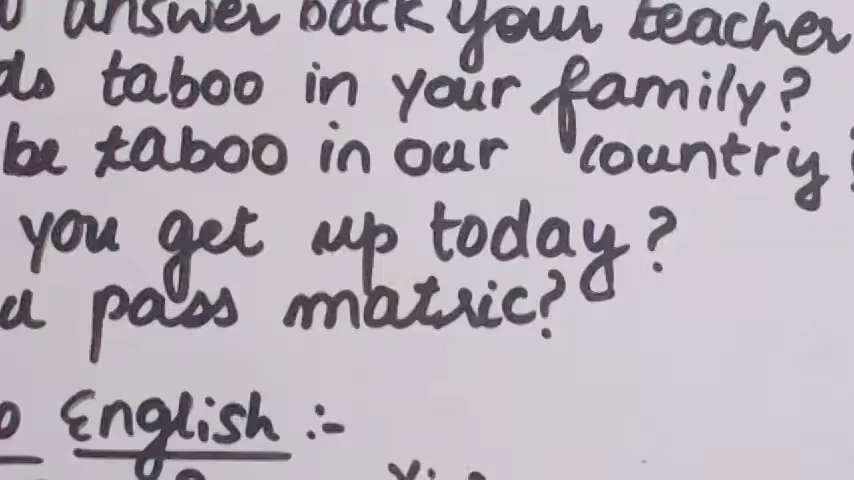 answer back your teacher
taboo in your family?
be taboo in our country
you get up today?
pass matric?
English :-